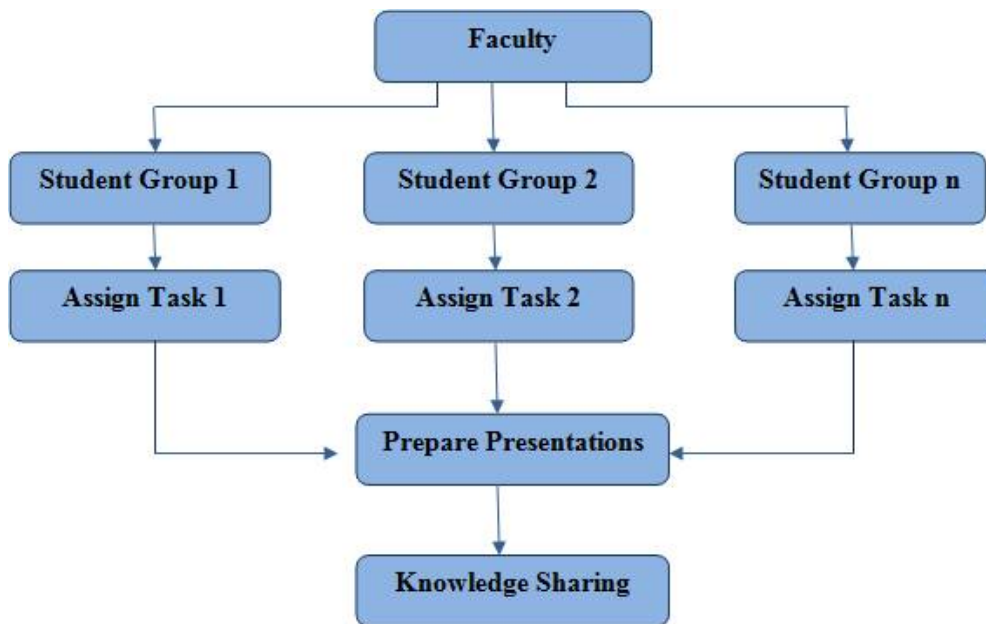 Faculty
Student Group 1
Student Group 2
Student Group n
Assign Task 1
Assign Task 2
Assign Task n
Prepare Presentations
Knowledge Sharing